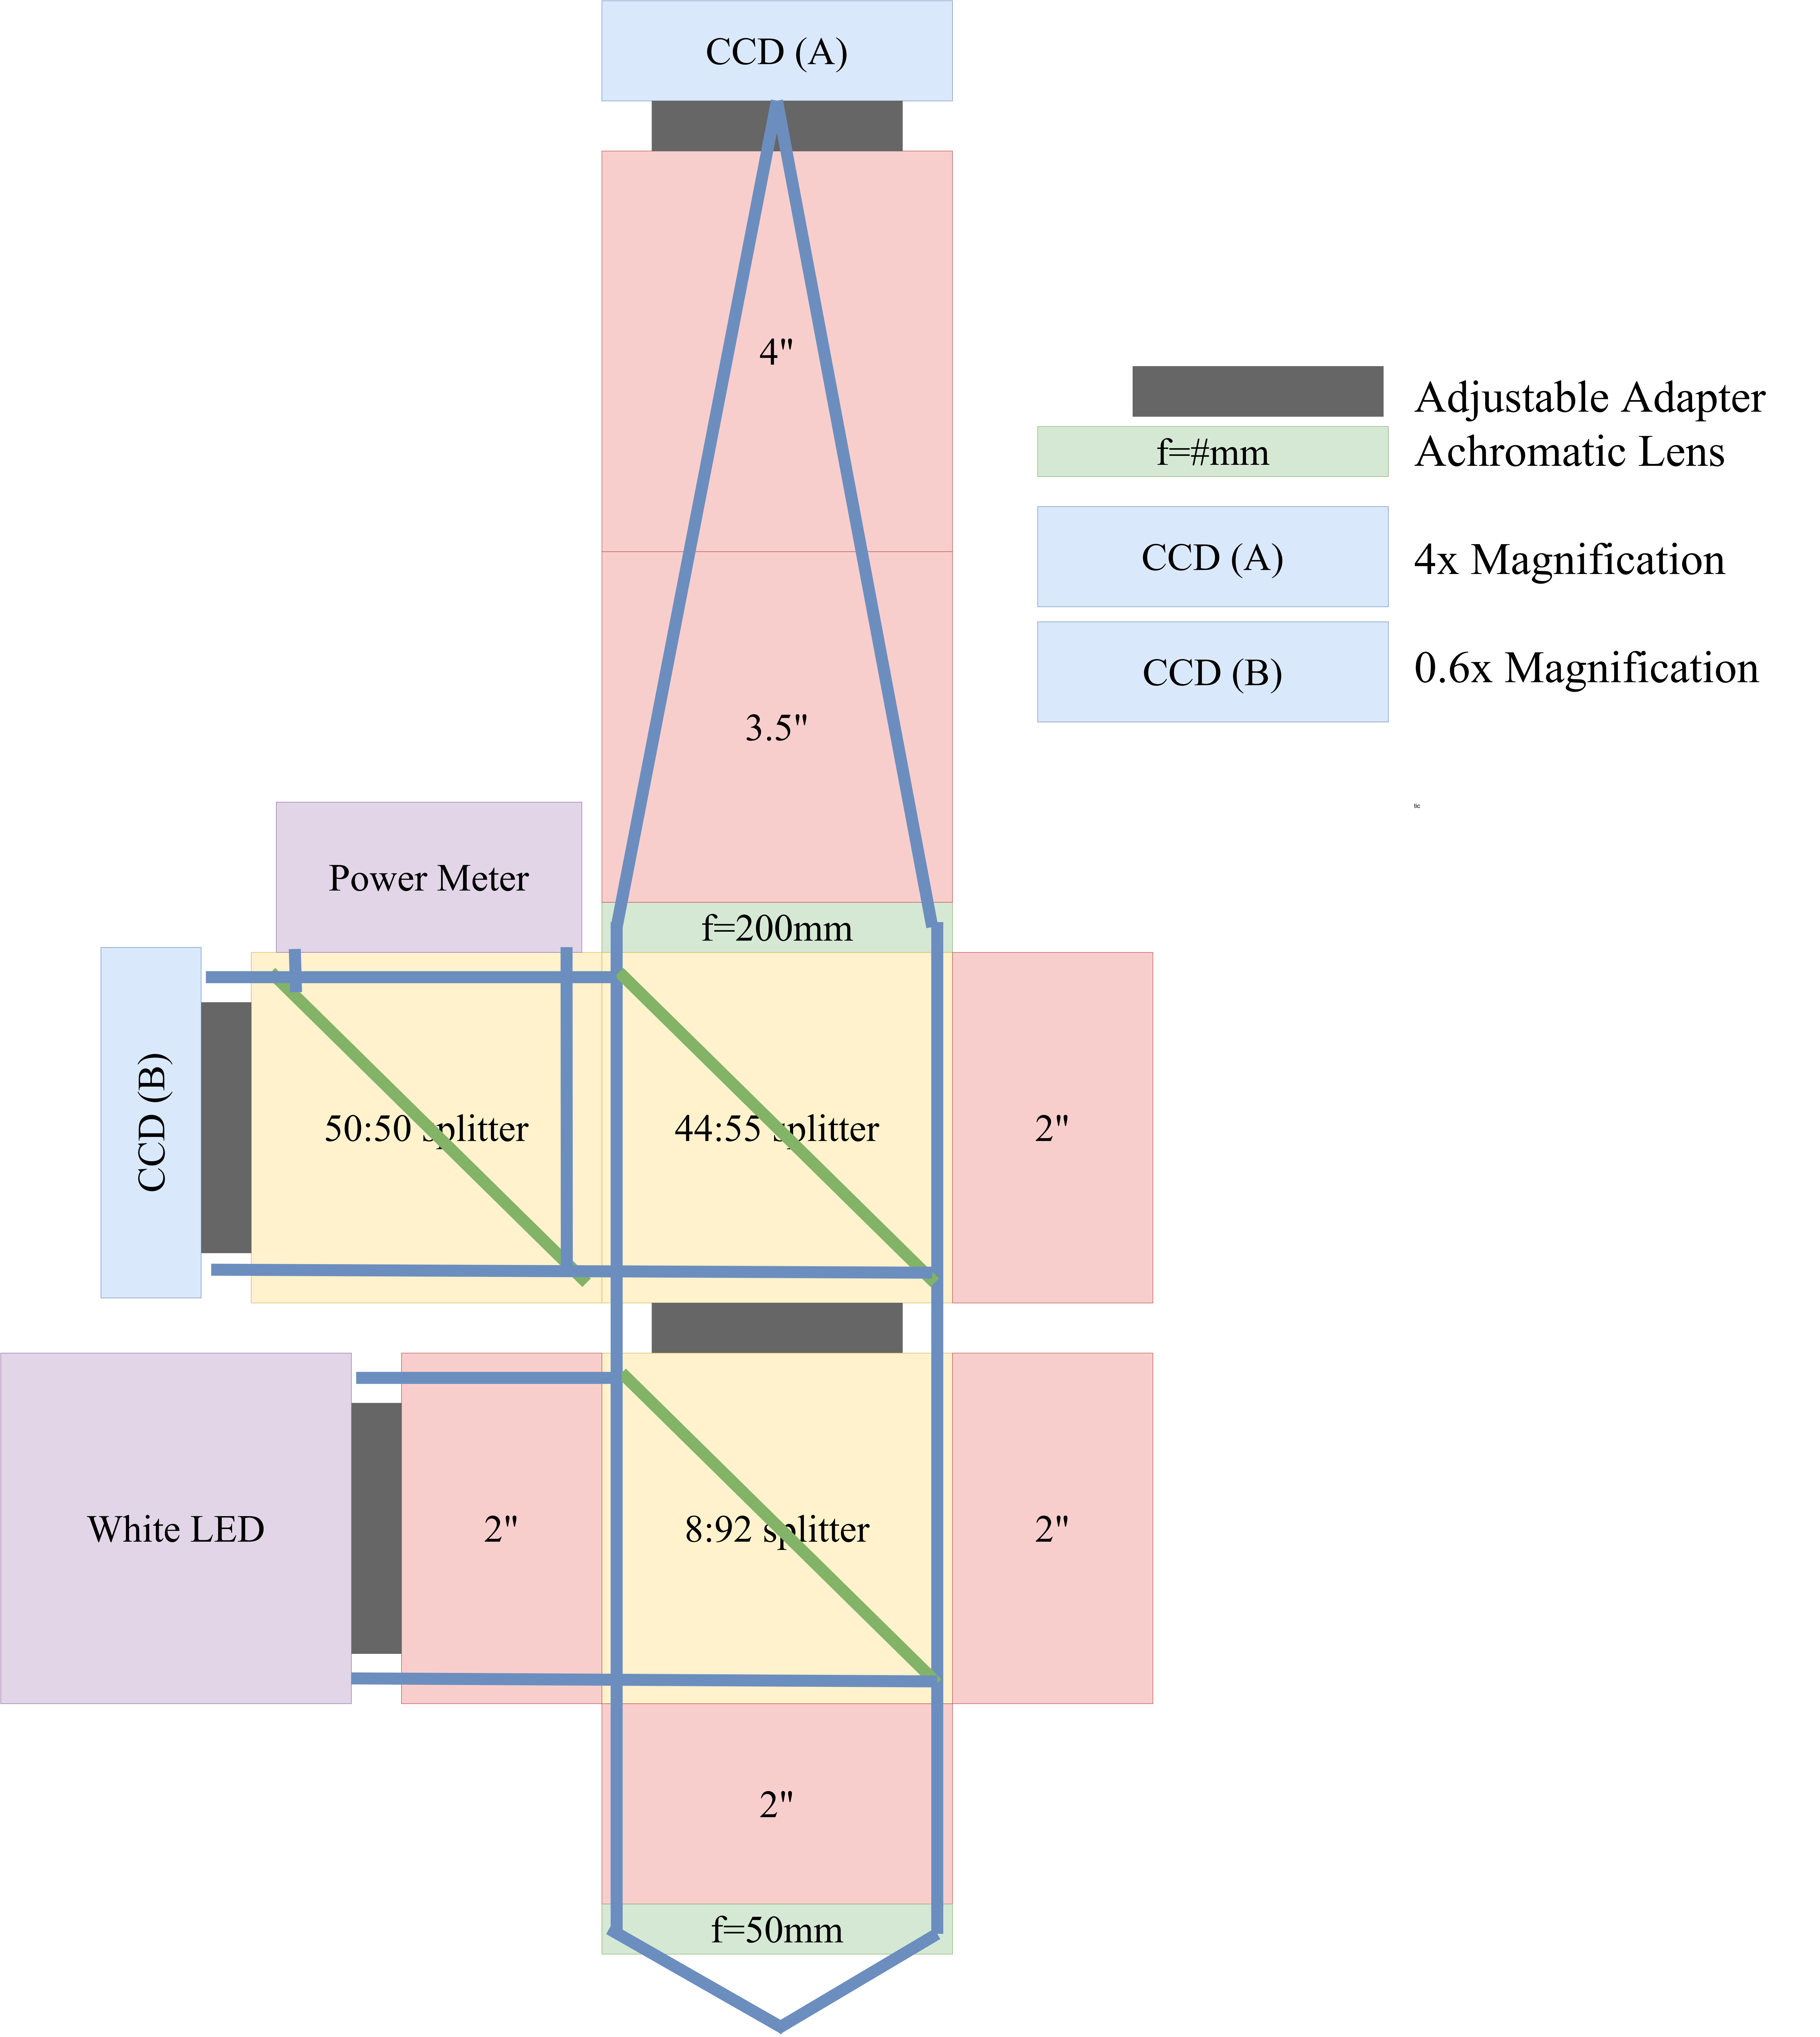 CCD (A)
4"
Adjustable Adapter
f=#mm
Achromatic Lens
CCD (A)
4x Magnification
CCD (B)
0.6x Magnification
3.5"
tic
Power Meter
f=200mm
CCD (B)
50:50 splitter
44:55 splitter
2"
White LED
2"
8:92 splitter
2"
2"
f=50mm